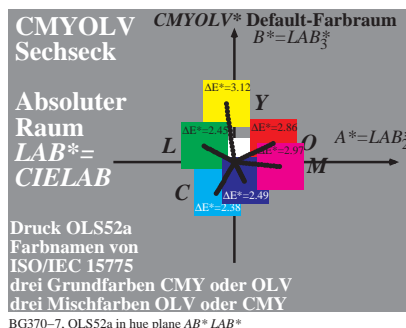 CMYOLV
Sechseck
CMYOLV* Default-Farbraum
B*=LAB*3
Absoluter
Raum
LAB*=
CIELAB
ΔE*=3.12
Y
ΔE*=2.45
L
ΔE*=2.86
O
A*=LAB*2
ΔE*=2.97
M
C
ΔE*=2.49
ΔE*=2.38
Druck OLS52a
Farbnamen von
ISO/IEC 15775
drei Grundfarben CMY oder OLV
drei Mischfarben OLV oder CMY
BG370−7, OLS52a in hue plane AB* LAB*